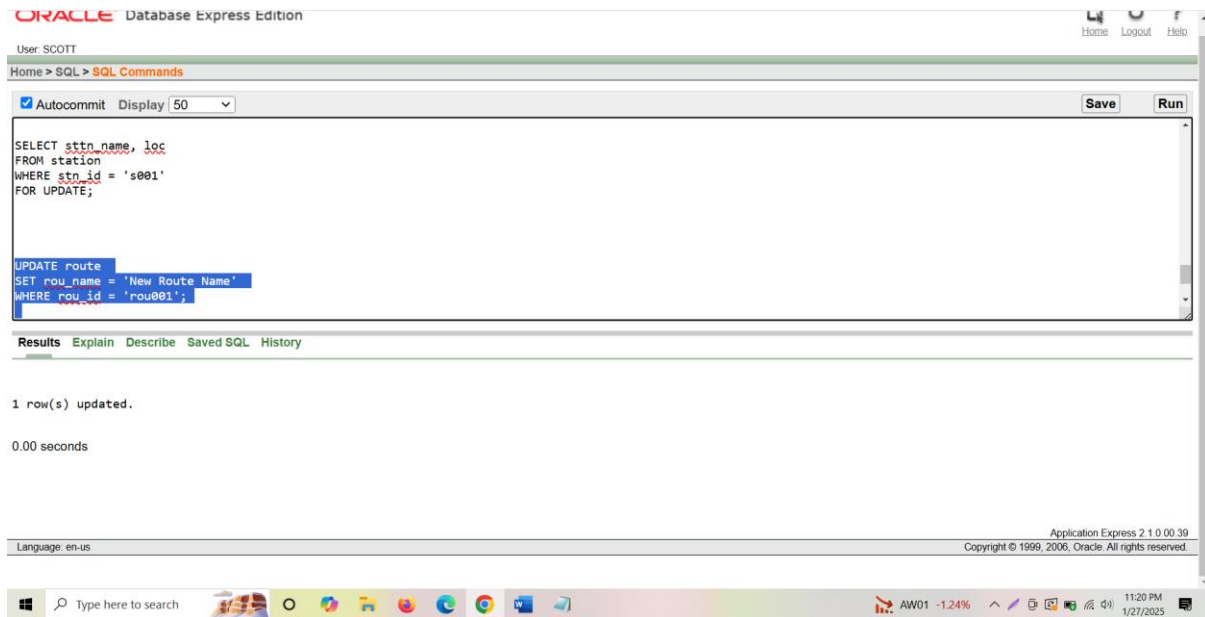 ORACLE Database Express Edition
Home Logout Help
User: SCOTT
Home > SQL > SQL Commands
Autocommit Display 50 Save Run
SELECT sttn_name, loc
FROM station
WHERE stn_id = 's001'
FOR UPDATE;
UPDATE route
SET rou_name = 'New Route Name'
WHERE rou_id = 'rou001';
Results Explain Describe Saved SQL History
1 row(s) updated.
0.00 seconds
Application Express 2.1.0.00.39
Language: en-us Copyright © 1999, 2006, Oracle. All rights reserved.
Type here to search AW01 -1.24% 11:20 PM
1/27/2025